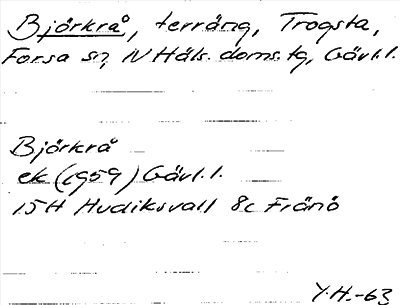 Björkrå, terräng, Trogsta,
Forsa sn, N Häls. doms.tg, Gävl.l.
Björkrå
ek (1959) Gävl.l.
15H Hudiksvall 8c Fränö
Y.H.-63